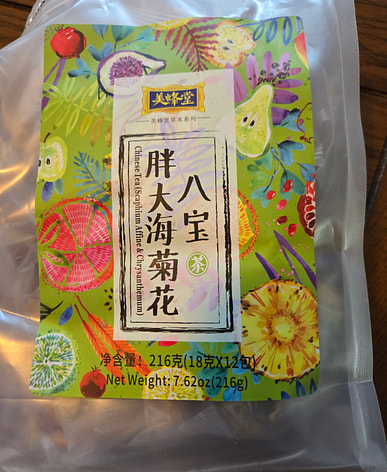 美蜂堂
美蜂堂草本系列
八宝茶
胖大海菊花
Chinese Tea (Scaphium Affine & Chrysanthemum)
净含量：216克(18克X12包)
Net Weight: 7.62oz(216g)